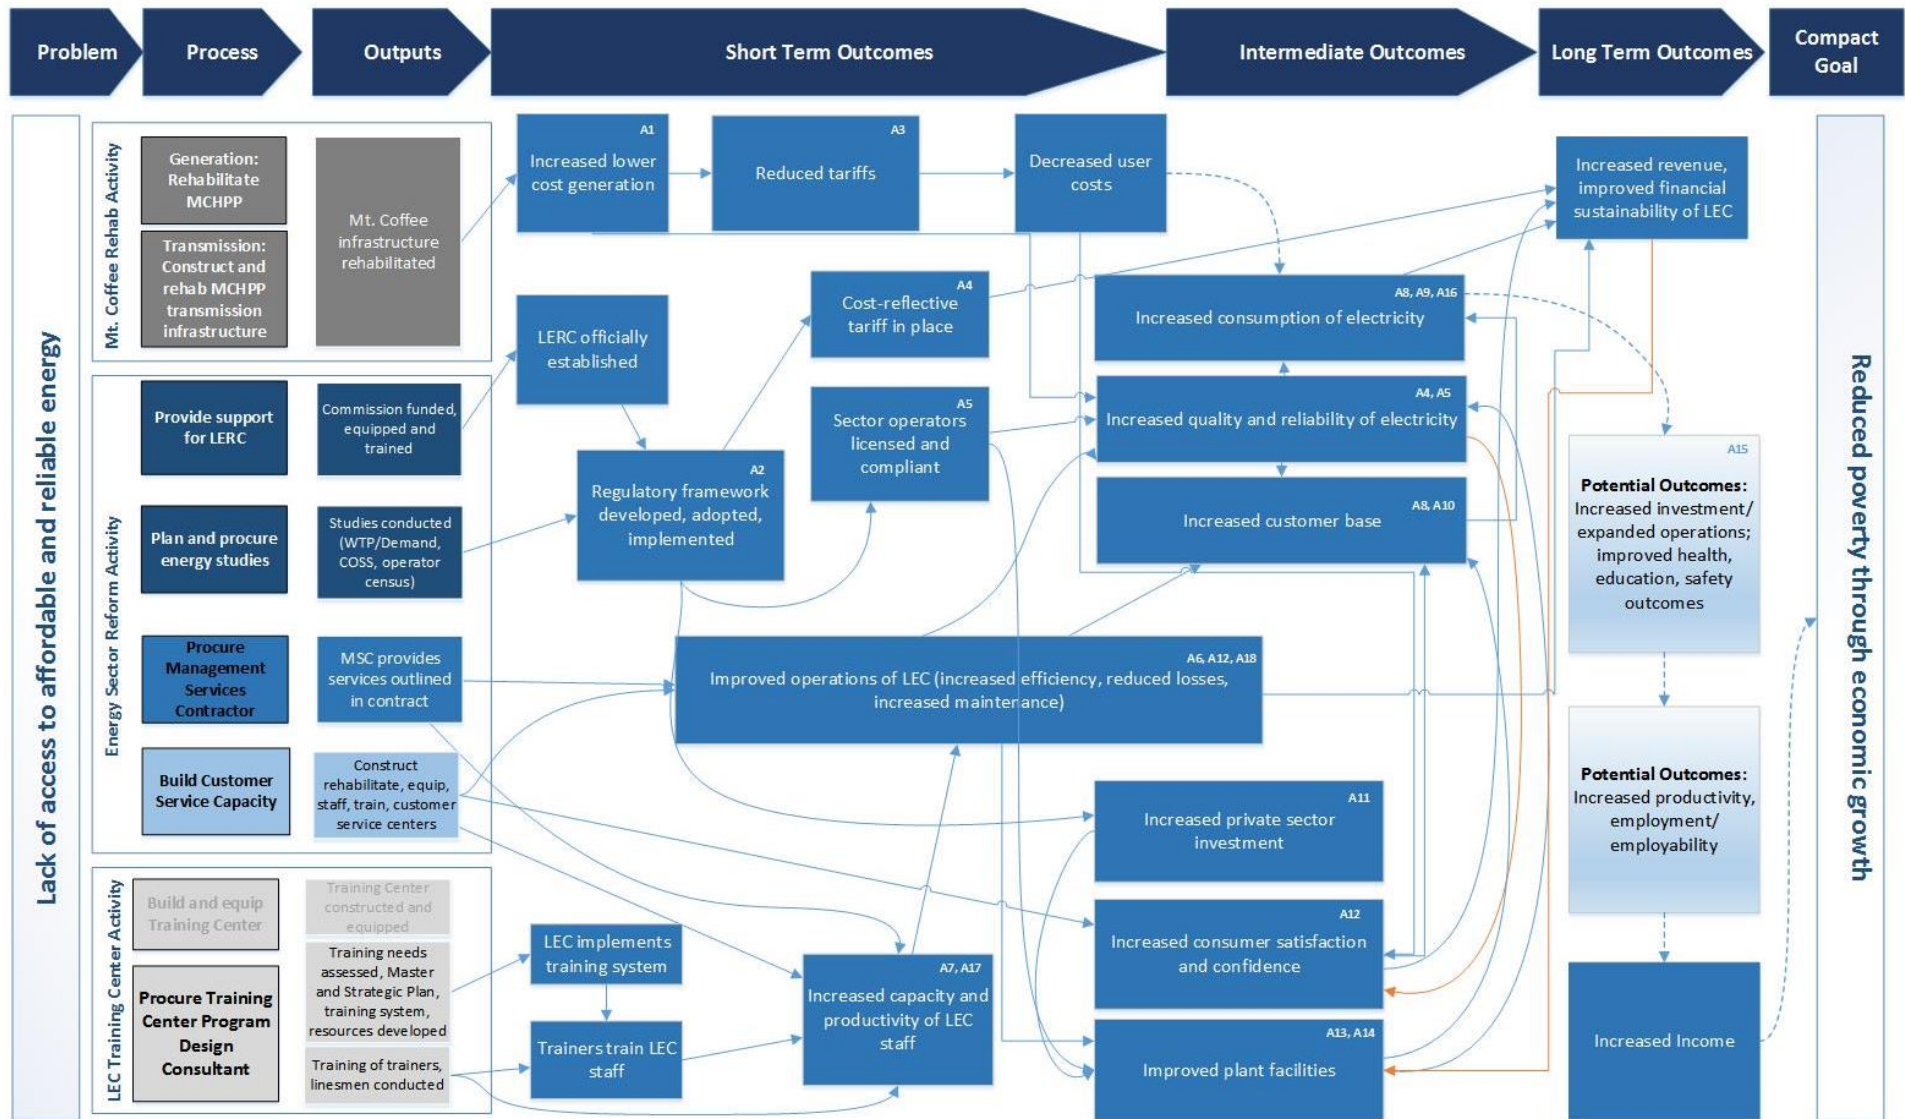 Problem
Process
Outputs
Short Term Outcomes
Intermediate Outcomes
Long Term Outcomes
Compact
Goal
Lack of access to affordable and reliable energy
Mt. Coffee Rehab Activity
Generation:
Rehabilitate
MCHPP
Transmission:
Construct and
rehab MCHPP
transmission
infrastructure
Mt. Coffee
infrastructure
rehabilitated
Energy Sector Reform Activity
Provide support
for LERC
Commission funded,
equipped and
trained
Plan and procure
energy studies
Studies conducted
(WTP/Demand,
COSS, operator
census)
Procure
Management
Services
Contractor
MSC provides
services outlined
in contract
Build Customer
Service Capacity
Construct
rehabilitate, equip,
staff, train, customer
service centers
LEC Training Center Activity
Build and equip
Training Center
Training Center
constructed and
equipped
Procure Training
Center Program
Design
Consultant
Training needs
assessed, Master
and Strategic Plan,
training system,
resources developed
Training of trainers,
linesmen conducted
A1
Increased lower
cost generation
A3
Reduced tariffs
Decreased user
costs
LERC officially
established
A4
Cost-reflective
tariff in place
A5
Sector operators
licensed and
compliant
A2
Regulatory framework
developed, adopted,
implemented
A6, A12, A18
Improved operations of LEC (increased efficiency, reduced losses,
increased maintenance)
LEC implements
training system
Trainers train LEC
staff
A7, A17
Increased capacity and
productivity of LEC
staff
A8, A9, A16
Increased consumption of electricity
A4, A5
Increased quality and reliability of electricity
A8, A10
Increased customer base
A11
Increased private sector
investment
A12
Increased consumer satisfaction
and confidence
A13, A14
Improved plant facilities
Increased revenue,
improved financial
sustainability of LEC
A15
Potential Outcomes:
Increased investment/
expanded operations;
improved health,
education, safety
outcomes
Potential Outcomes:
Increased productivity,
employment/
employability
Increased Income
Reduced poverty through economic growth